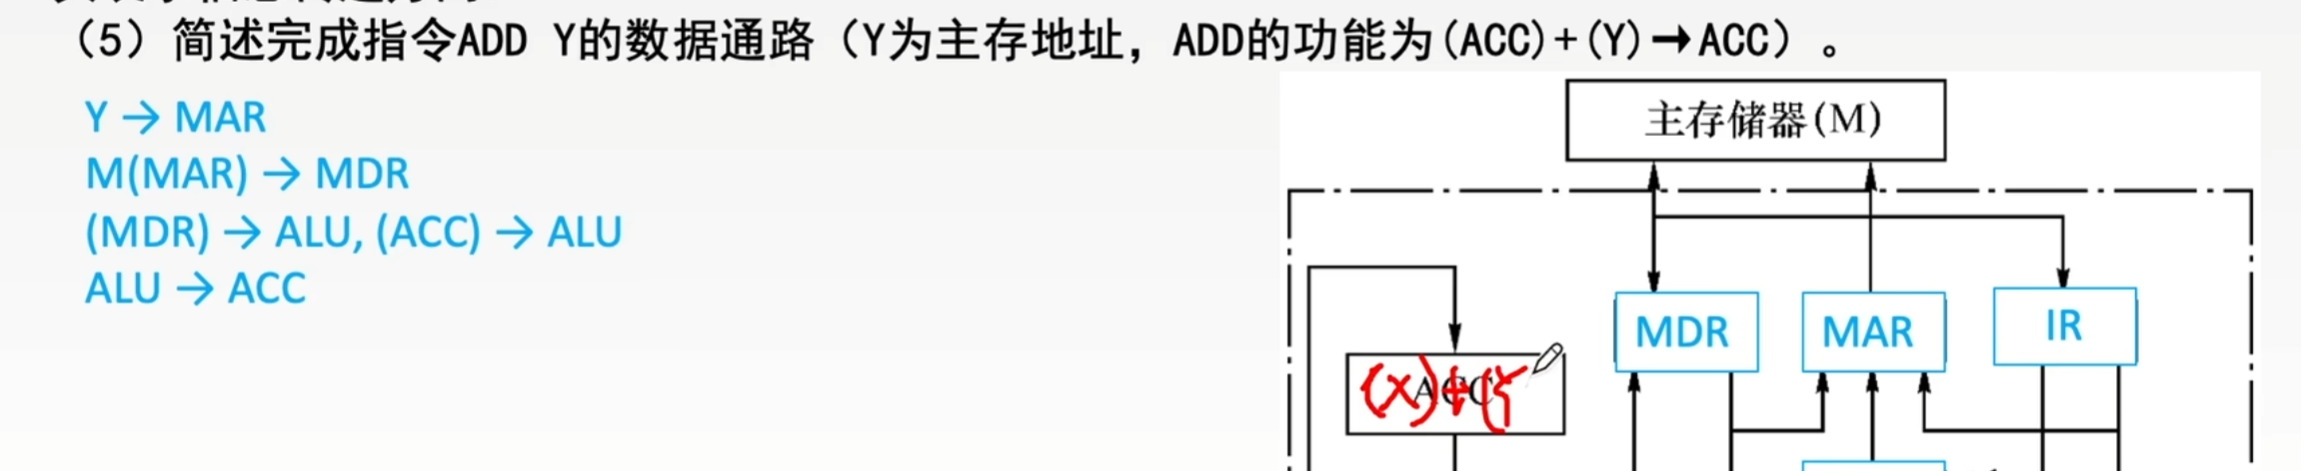 （5）简述完成指令ADD Y的数据通路（Y为主存地址，ADD的功能为(ACC)+(Y)→ACC）。
Y → MAR
M(MAR) → MDR
(MDR) → ALU, (ACC) → ALU
ALU → ACC
主存储器(M)
MDR
MAR
IR
ACC
(X)+(